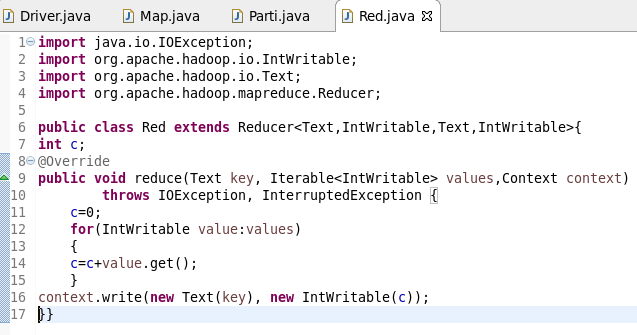 Driver.java Map.java Parti.java Red.java
1 import java.io.IOException;
2 import org.apache.hadoop.io.IntWritable;
3 import org.apache.hadoop.io.Text;
4 import org.apache.hadoop.mapreduce.Reducer;
5
6 public class Red extends Reducer<Text,IntWritable,Text,IntWritable>{
7 int c;
8 @Override
9 public void reduce(Text key, Iterable<IntWritable> values,Context context)
10         throws IOException, InterruptedException {
11     c=0;
12     for(IntWritable value:values)
13     {
14     c=c+value.get();
15     }
16 context.write(new Text(key), new IntWritable(c));
17 }}